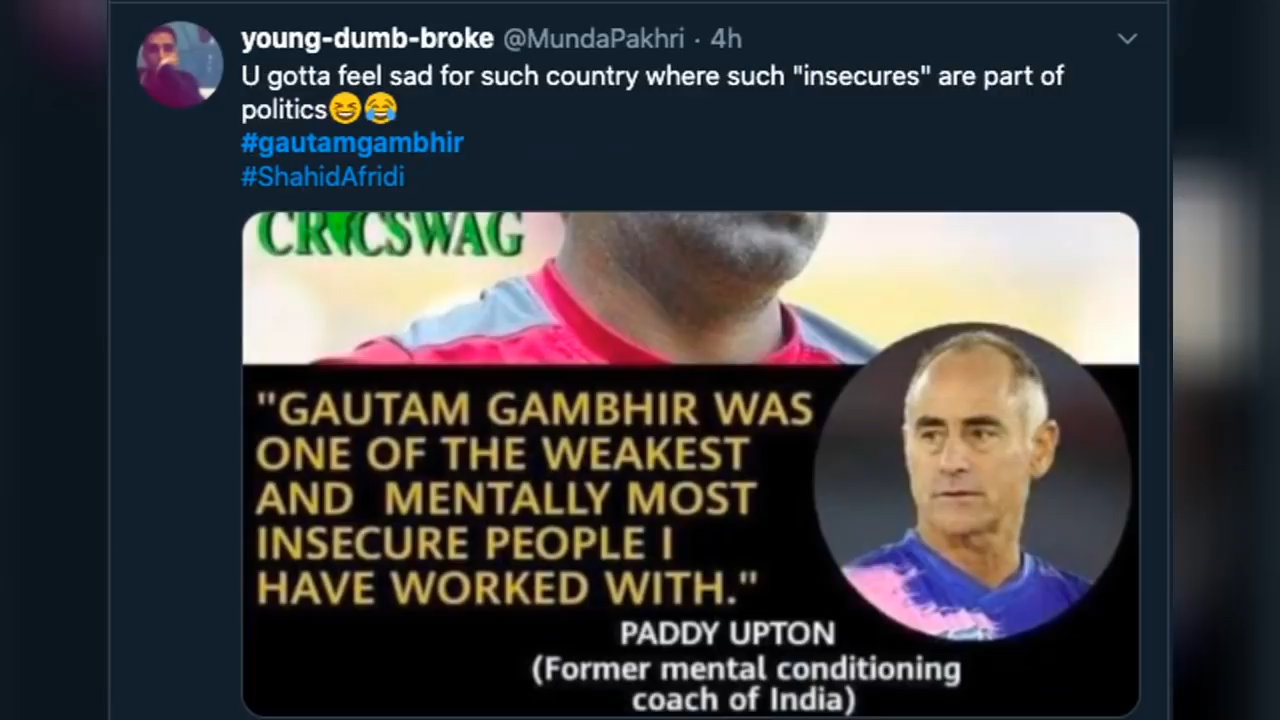 young-dumb-broke @MundaPakhri · 4h
U gotta feel sad for such country where such "insecures" are part of
politics😆😂
#gautamgambhir
#ShahidAfridi
CRICSWAG
"GAUTAM GAMBHIR WAS
ONE OF THE WEAKEST
AND MENTALLY MOST
INSECURE PEOPLE I
HAVE WORKED WITH."
PADDY UPTON
(Former mental conditioning
coach of India)